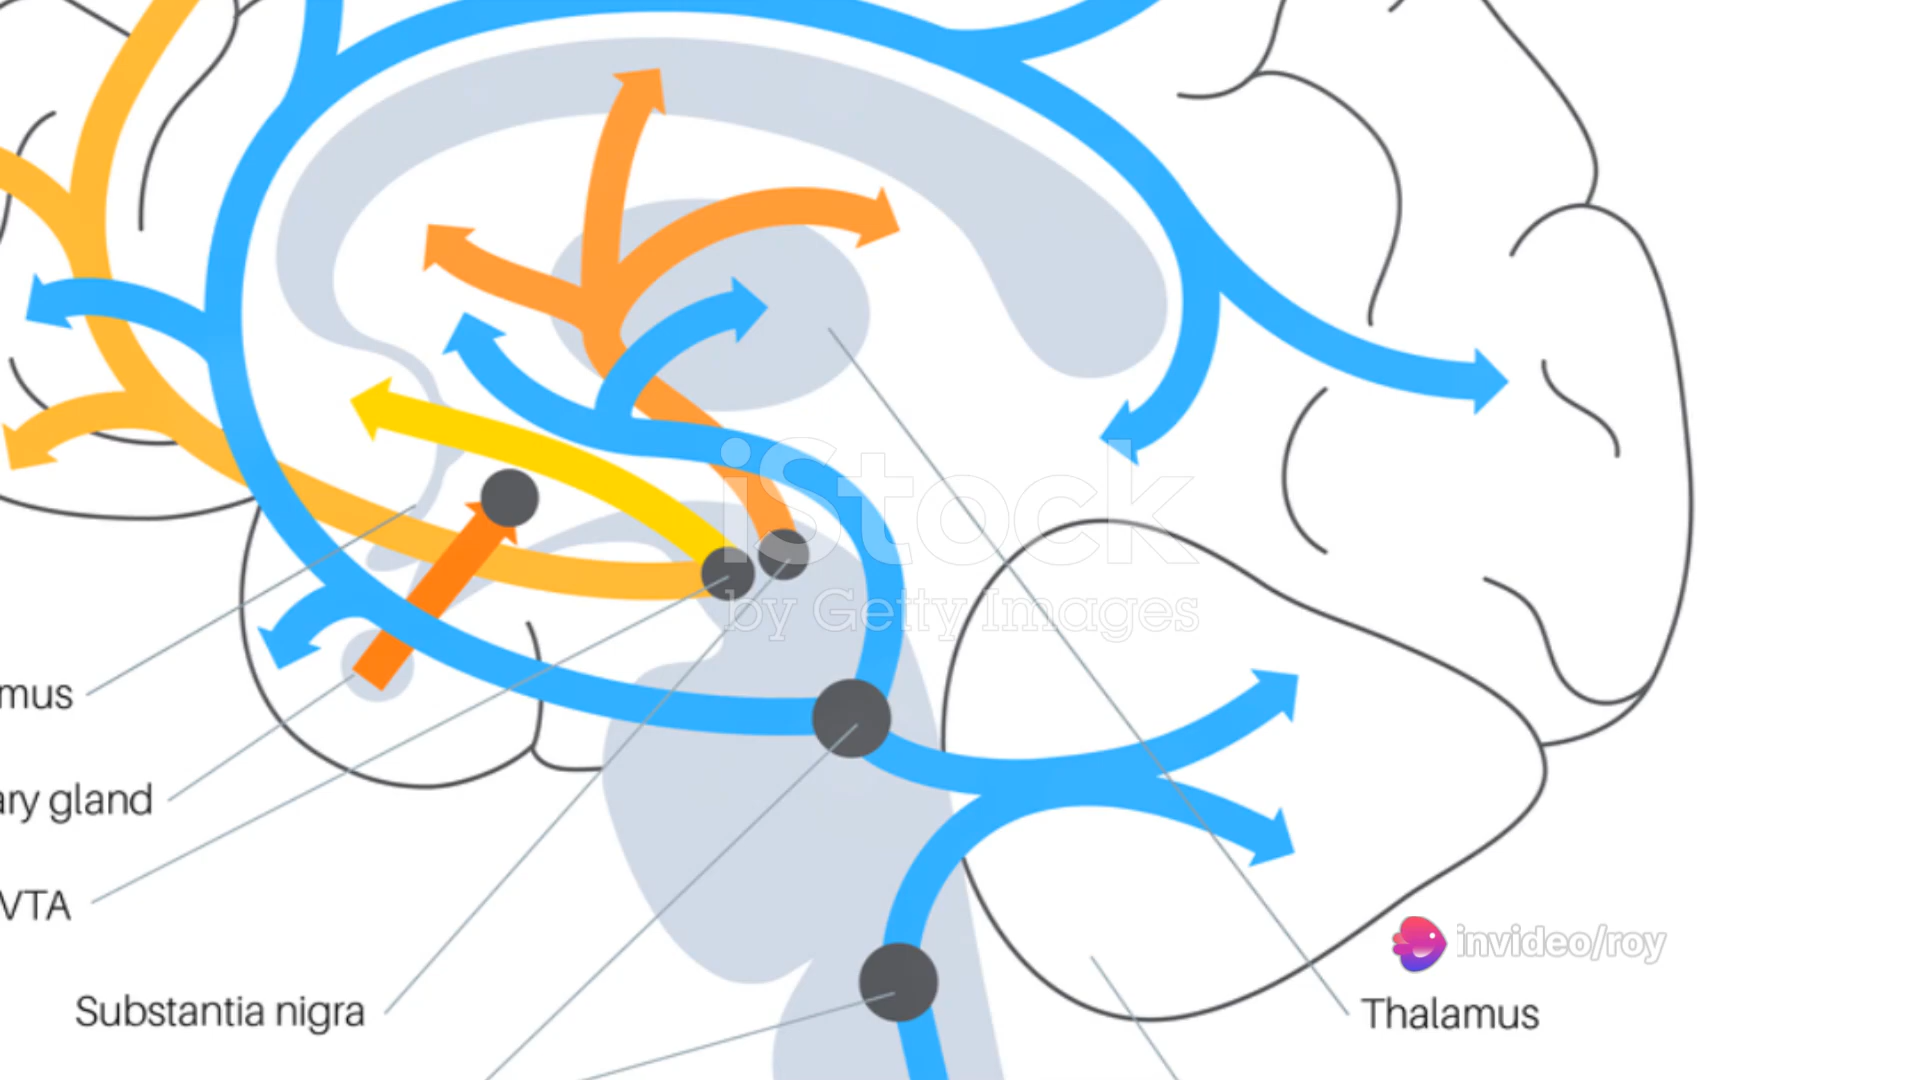 iStock
by Getty Images
mus
ary gland
VTA
Substantia nigra
invideo/roy
Thalamus